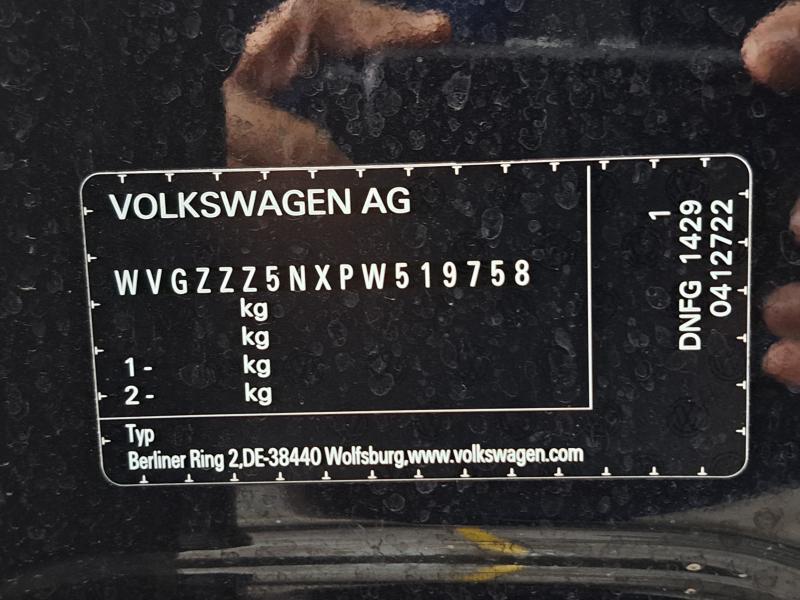 VOLKSWAGEN AG
WVGZZZ5NXPW519758
kg
kg
1- kg
2- kg
Typ
Berliner Ring 2,DE-38440 Wolfsburg,www.volkswagen.com
1
DNFG 1429
0412722